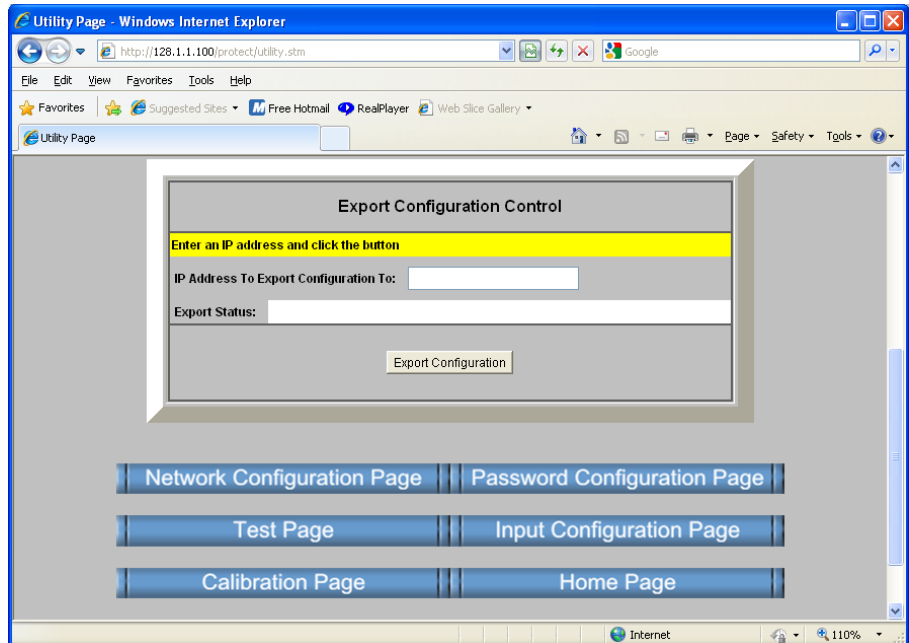 Utility Page - Windows Internet Explorer
http://128.1.1.100/protect/utility.stm
Google
File Edit View Favorites Tools Help
Favorites Suggested Sites Free Hotmail RealPlayer Web Slice Gallery
Utility Page Page Safety Tools
Export Configuration Control
Enter an IP address and click the button
IP Address To Export Configuration To:
Export Status:
Export Configuration
Network Configuration Page Password Configuration Page
Test Page Input Configuration Page
Calibration Page Home Page
Internet 110%